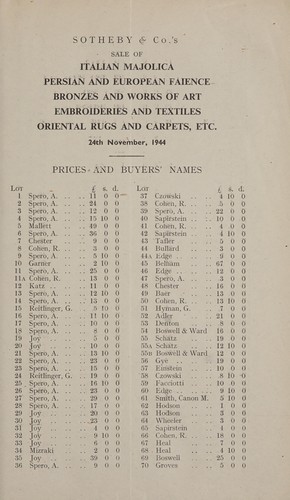 SOTHEBY & Co.'s
SALE OF
ITALIAN MAJOLICA
PERSIAN AND EUROPEAN FAIENCE
BRONZES AND WORKS OF ART
EMBROIDERIES AND TEXTILES
ORIENTAL RUGS AND CARPETS, ETC.
24th November, 1944
PRICES AND BUYERS' NAMES
LOT £ s. d.
1 Spero, A. .. .. 11 0 0
2 Spero, A. .. .. 24 0 0
3 Spero, A. .. .. 12 0 0
4 Spero, A. .. .. 15 10 0
5 Mallett .. .. 49 0 0
6 Spero, A. .. .. 36 0 0
7 Chester .. .. 9 0 0
8 Cohen, R. .. .. 3 0 0
9 Spero, A. .. .. 5 10 0
10 Garnier .. .. 2 10 0
11 Spero, A. .. .. 25 0 0
11A Cohen, R. .. .. 13 0 0
12 Katz .. .. 11 0 0
13 Spero, A. .. .. 12 10 0
14 Spero, A. .. .. 13 0 0
15 Reitlinger, G. .. 5 10 0
16 Spero, A. .. .. 11 10 0
17 Spero, A. .. .. 10 0 0
18 Spero, A. .. .. 8 0 0
19 Joy .. .. 5 0 0
20 Joy .. .. 4 0 0
21 Spero, A. .. .. 15 10 0
22 Spero, A. .. .. 23 0 0
23 Spero, A. .. .. 15 0 0
24 Reitlinger, G. .. 19 0 0
25 Spero, A. .. .. 16 10 0
26 Spero, A. .. .. 23 0 0
27 Spero, A. .. .. 29 0 0
28 Spero, A. .. .. 17 0 0
29 Joy .. .. 20 0 0
30 Joy .. .. 23 0 0
31 Joy .. .. 4 0 0
32 Joy .. .. 9 10 0
33 Joy .. .. 6 0 0
34 Mizraki .. .. 2 0 0
35 Joy .. .. 39 0 0
36 Spero, A. .. .. 9 0 0
37 Czowski .. .. 4 10 0
38 Cohen, R. .. .. 5 0 0
39 Spero, A. .. .. 22 0 0
40 Sapirstein .. .. 10 0 0
41 Cohen, R. .. .. 4 0 0
42 Sapirstein .. .. 4 10 0
43 Tafler .. .. 5 0 0
44 Bullard .. .. 3 0 0
44A Edge .. .. 9 0 0
45 Belham .. .. 67 0 0
46 Edge .. .. 12 0 0
47 Spero, A. .. .. 3 0 0
48 Chester .. .. 16 0 0
49 Baer .. .. 13 0 0
50 Cohen, R. .. .. 13 10 0
51 Hyman, G. .. .. 7 0 0
52 Adler .. .. 21 0 0
53 Denton .. .. 8 0 0
54 Boswell & Ward 16 0 0
55 Schätz .. .. 19 0 0
55A Schätz .. .. 12 10 0
55B Boswell & Ward 12 0 0
56 Gyé .. .. 19 0 0
57 Einstein .. .. 10 0 0
58 Czowski .. .. 8 10 0
59 Facciotti .. .. 10 0 0
60 Edge .. .. 9 10 0
61 Smith, Canon M. 5 10 0
62 Hodson .. .. 1 0 0
63 Hodson .. .. 3 0 0
64 Wheeler .. .. 3 0 0
65 Sapirstein .. .. 4 0 0
66 Cohen, R. .. .. 18 0 0
67 Heal .. .. 7 0 0
68 Heal .. .. 4 10 0
69 Boswell .. .. 25 0 0
70 Groves .. .. 5 0 0